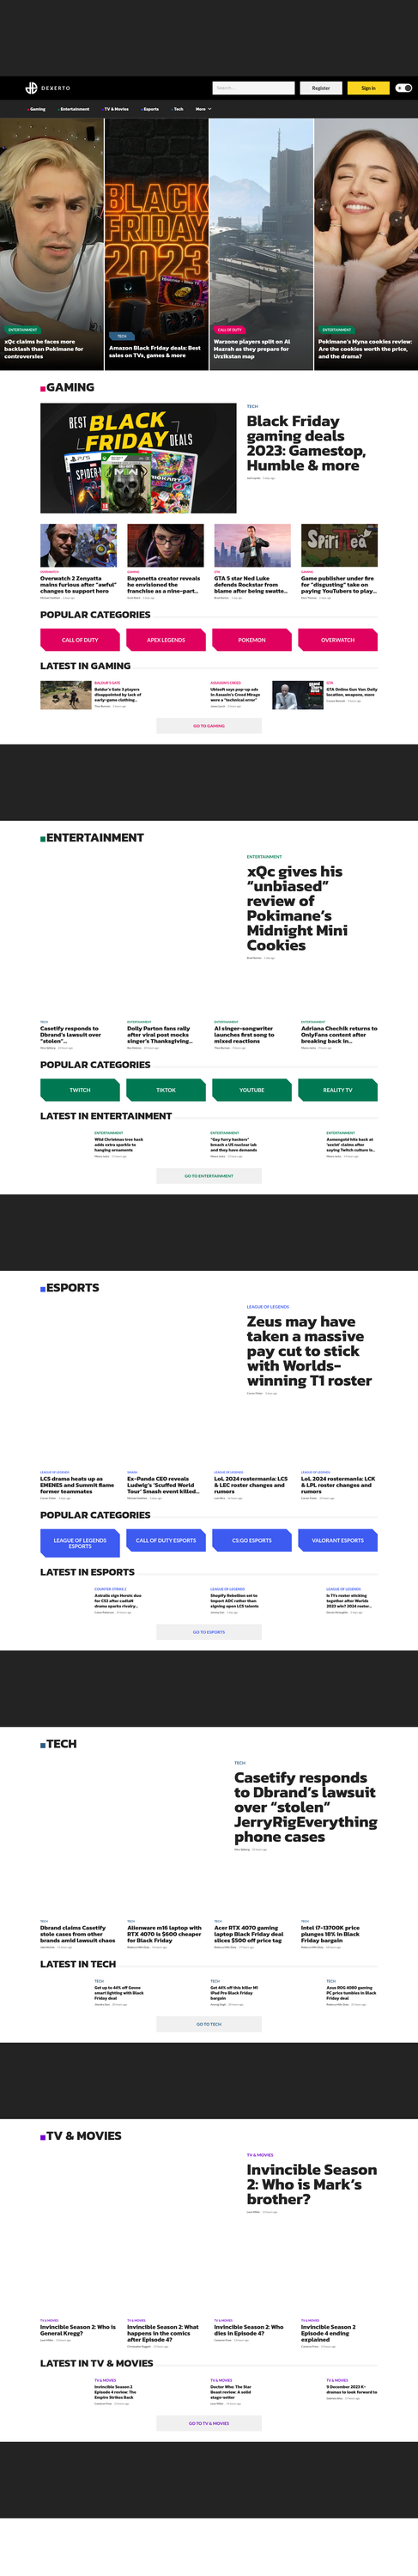 DEXERTO
Search...
Register
Sign in
Gaming
Entertainment
TV & Movies
Esports
Tech
More
ENTERTAINMENT
xQc claims he faces more
backlash than Pokimane for
controversies
BLACK
FRIDAY
2023
TECH
Amazon Black Friday deals: Best
sales on TVs, games & more
CALL OF DUTY
Warzone players split on Al
Mazrah as they prepare for
Urzikstan map
ENTERTAINMENT
Pokimane's Myna cookies review:
Are the cookies worth the price,
and the drama?
GAMING
BEST BLACK
FRIDAY DEALS
TECH
Black Friday
gaming deals
2023: Gamestop,
Humble & more
OVERWATCH
Overwatch 2 Zenyatta
mains furious after "awful"
changes to support hero
GAMING
Bayonetta creator reveals
he envisioned the
franchise as a nine-part...
GTA
GTA 5 star Ned Luke
defends Rockstar from
blame after being swatte...
SpiriTea
GAMING
Game publisher under fire
for "disgusting" take on
paying YouTubers to play...
POPULAR CATEGORIES
CALL OF DUTY
APEX LEGENDS
POKEMON
OVERWATCH
LATEST IN GAMING
BALDUR'S GATE
Baldur's Gate 3 players
disappointed by lack of
early-game clothing...
ASSASSIN'S CREED
Ubisoft says pop-up ads
in Assassin's Creed Mirage
were a "technical error"
GTA
GTA Online Gun Van: Daily
location, weapons, more
GO TO GAMING
ENTERTAINMENT
ENTERTAINMENT
xQc gives his
"unbiased"
review of
Pokimane's
Midnight Mini
Cookies
TECH
Casetify responds to
Dbrand's lawsuit over
"stolen"...
ENTERTAINMENT
Dolly Parton fans rally
after viral post mocks
singer's Thanksgiving...
ENTERTAINMENT
AI singer-songwriter
launches first song to
mixed reactions
ENTERTAINMENT
Adriana Chechik returns to
OnlyFans content after
breaking back in...
POPULAR CATEGORIES
TWITCH
TIKTOK
YOUTUBE
REALITY TV
LATEST IN ENTERTAINMENT
ENTERTAINMENT
Wild Christmas tree hack
adds extra sparkle to
hanging ornaments
ENTERTAINMENT
"Gay furry hackers"
breach a US nuclear lab
and they have demands
ENTERTAINMENT
Asmongold hits back at
'sexist' claims after
saying Twitch culture is...
GO TO ENTERTAINMENT
ESPORTS
LEAGUE OF LEGENDS
Zeus may have
taken a massive
pay cut to stick
with Worlds-
winning T1 roster
LEAGUE OF LEGENDS
LCS drama heats up as
EMENES and Summit flame
former teammates
SMASH
Ex-Panda CEO reveals
Ludwig's 'Scuffed World
Tour' Smash event killed...
LEAGUE OF LEGENDS
LoL 2024 rostermania: LCS
& LEC roster changes and
rumors
LEAGUE OF LEGENDS
LoL 2024 rostermania: LCK
& LPL roster changes and
rumors
POPULAR CATEGORIES
LEAGUE OF LEGENDS
ESPORTS
CALL OF DUTY ESPORTS
CS:GO ESPORTS
VALORANT ESPORTS
LATEST IN ESPORTS
COUNTER-STRIKE 2
Astralis sign Heroic duo
for CS2 after cadiaN
drama sparks rivalry...
LEAGUE OF LEGENDS
Shopify Rebellion set to
import ADC rather than
signing upon LCS talents
LEAGUE OF LEGENDS
Is T1's roster sticking
together after Worlds
2023 win? 2024 roster...
GO TO ESPORTS
TECH
TECH
Casetify responds
to Dbrand's lawsuit
over "stolen"
JerryRigEverything
phone cases
TECH
Dbrand claims Casetify
stole cases from other
brands amid lawsuit chaos
TECH
Alienware m16 laptop with
RTX 4070 is $600 cheaper
for Black Friday
TECH
Acer RTX 4070 gaming
laptop Black Friday deal
slices $500 off price tag
TECH
Intel i7-13700K price
plunges 18% in Black
Friday bargain
LATEST IN TECH
TECH
Get up to 44% off Govee
smart lighting with Black
Friday deal
TECH
Get 44% off this killer M1
iPad Pro Black Friday
bargain
TECH
Asus ROG 4080 gaming
PC price tumbles in Black
Friday deal
GO TO TECH
TV & MOVIES
TV & MOVIES
Invincible Season
2: Who is Mark's
brother?
TV & MOVIES
Invincible Season 2: Who is
General Kregg?
TV & MOVIES
Invincible Season 2: What
happens in the comics
after Episode 4?
TV & MOVIES
Invincible Season 2: Who
dies in Episode 4?
TV & MOVIES
Invincible Season 2
Episode 4 ending
explained
LATEST IN TV & MOVIES
TV & MOVIES
Invincible Season 2
Episode 4 review: The
Empire Strikes Back
TV & MOVIES
Doctor Who: The Star
Beast review: A solid
stage-setter
TV & MOVIES
9 December 2023 K-
dramas to look forward to
GO TO TV & MOVIES